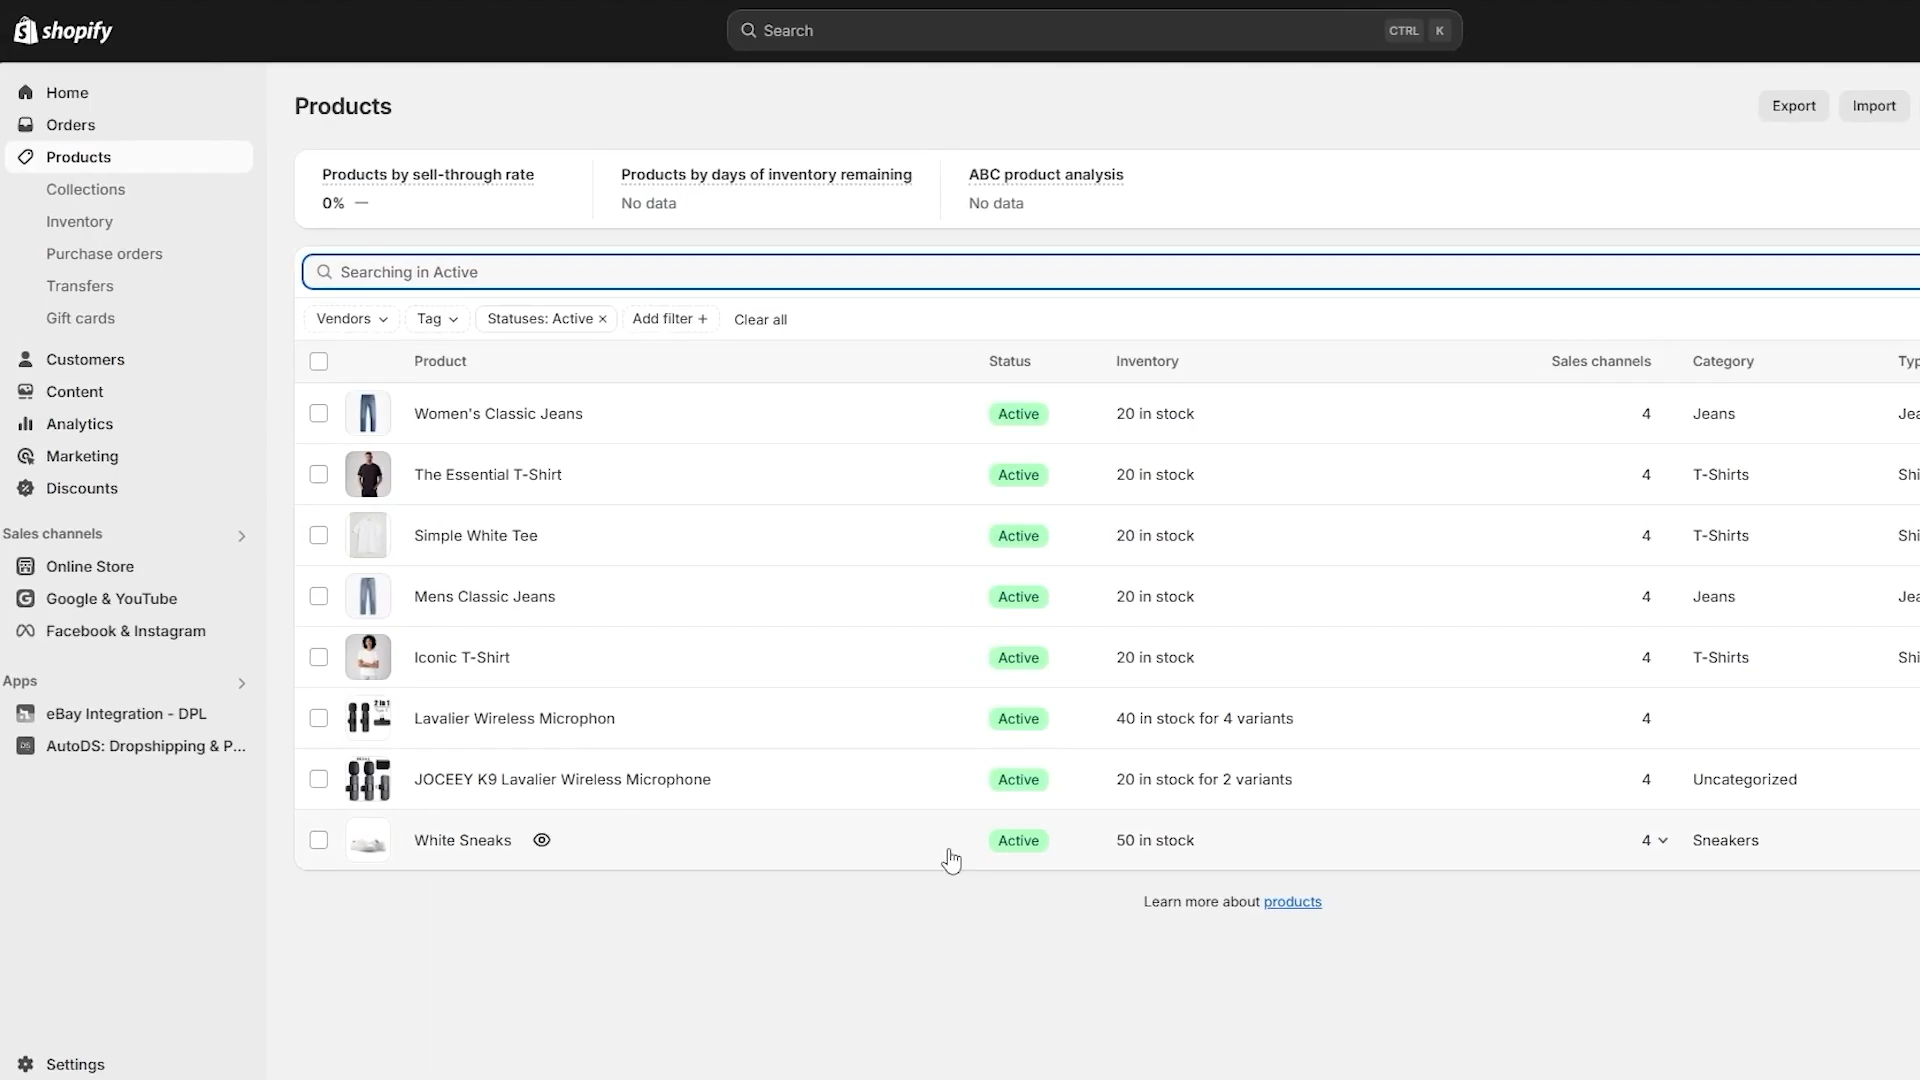 shopify
Search
CTRL K
Home
Orders
Products
Collections
Inventory
Purchase orders
Transfers
Gift cards
Customers
Content
Analytics
Marketing
Discounts
Sales channels
Online Store
Google & YouTube
Facebook & Instagram
Apps
eBay Integration - DPL
AutoDS: Dropshipping & P...
Settings
Products
Export Import
Products by sell-through rate
0% —
Products by days of inventory remaining
No data
ABC product analysis
No data
Searching in Active
Vendors Tag Statuses: Active × Add filter + Clear all
Product Status Inventory Sales channels Category Typ
Women's Classic Jeans Active 20 in stock 4 Jeans Jea
The Essential T-Shirt Active 20 in stock 4 T-Shirts Shi
Simple White Tee Active 20 in stock 4 T-Shirts Shi
Mens Classic Jeans Active 20 in stock 4 Jeans Jea
Iconic T-Shirt Active 20 in stock 4 T-Shirts Shi
2 in 1
Lavalier Wireless Microphon Active 40 in stock for 4 variants 4
JOCEEY K9 Lavalier Wireless Microphone Active 20 in stock for 2 variants 4 Uncategorized
White Sneaks Active 50 in stock 4 Sneakers
Learn more about products